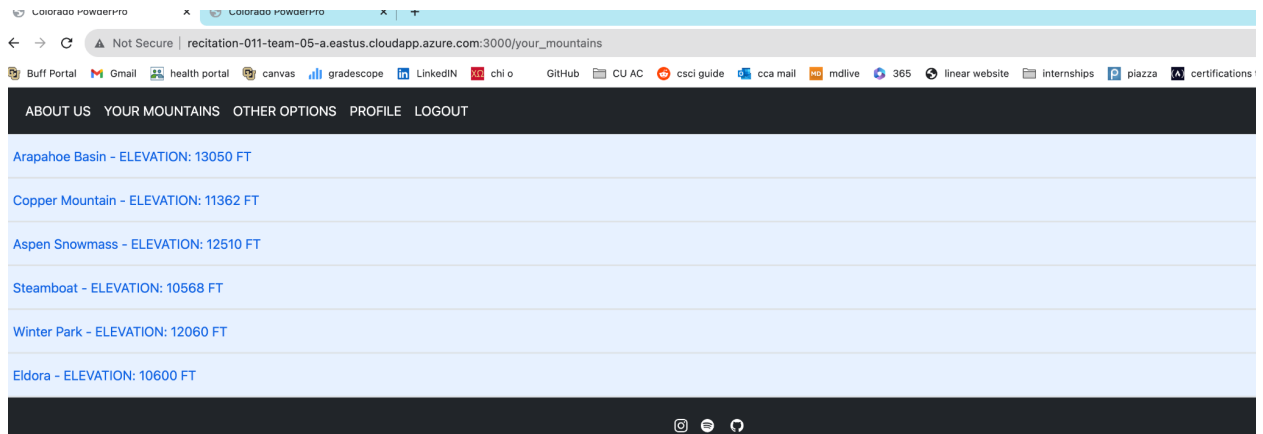 Colorado PowderPro × Colorado PowderPro × +
Not Secure | recitation-011-team-05-a.eastus.cloudapp.azure.com:3000/your_mountains
Buff Portal Gmail health portal canvas gradescope LinkedIN chi o GitHub CU AC csci guide cca mail mdlive 365 linear website internships piazza certifications
ABOUT US YOUR MOUNTAINS OTHER OPTIONS PROFILE LOGOUT
Arapahoe Basin - ELEVATION: 13050 FT
Copper Mountain - ELEVATION: 11362 FT
Aspen Snowmass - ELEVATION: 12510 FT
Steamboat - ELEVATION: 10568 FT
Winter Park - ELEVATION: 12060 FT
Eldora - ELEVATION: 10600 FT